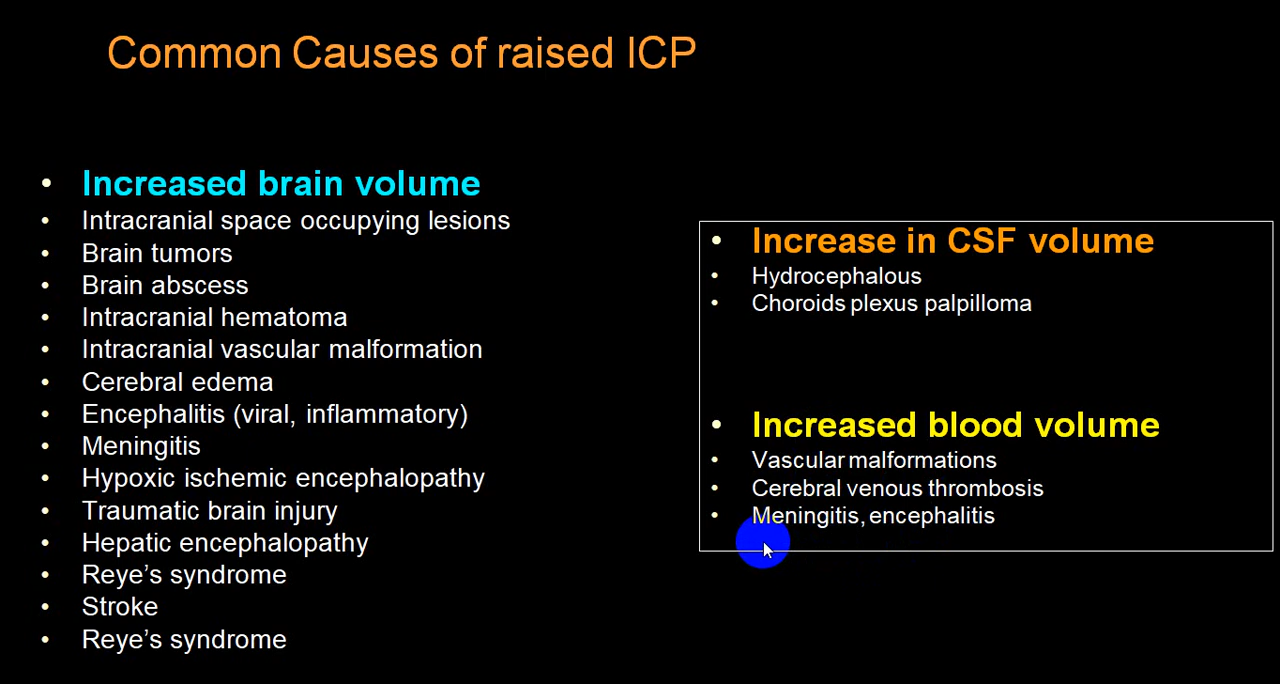 Common Causes of raised ICP
• Increased brain volume
• Intracranial space occupying lesions
• Brain tumors
• Brain abscess
• Intracranial hematoma
• Intracranial vascular malformation
• Cerebral edema
• Encephalitis (viral, inflammatory)
• Meningitis
• Hypoxic ischemic encephalopathy
• Traumatic brain injury
• Hepatic encephalopathy
• Reye’s syndrome
• Stroke
• Reye’s syndrome
• Increase in CSF volume
• Hydrocephalous
• Choroids plexus palpilloma
• Increased blood volume
• Vascular malformations
• Cerebral venous thrombosis
• Meningitis, encephalitis